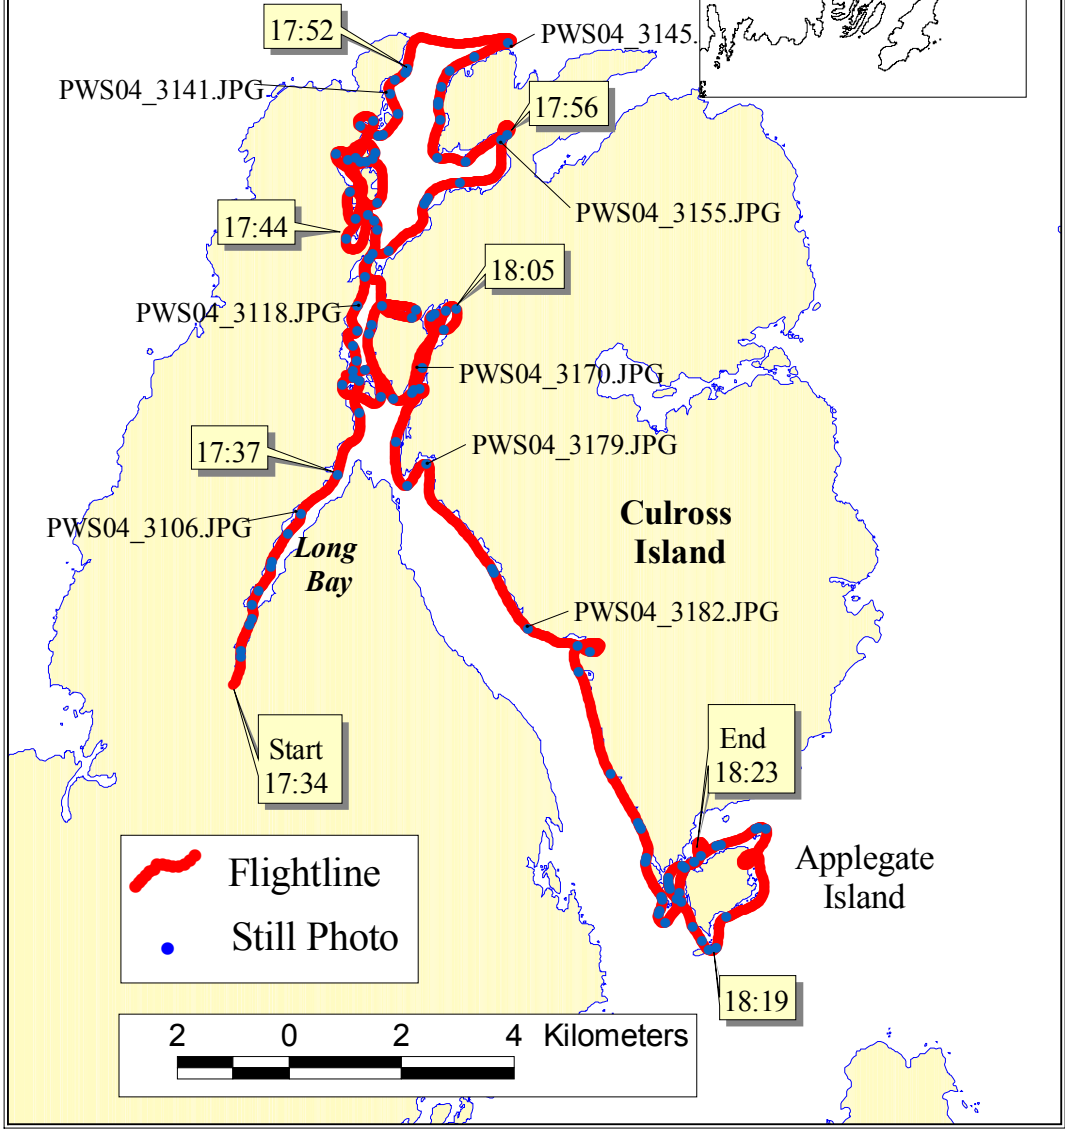 17:52
PWS04_3145.
PWS04_3141.JPG
17:56
17:44
PWS04_3155.JPG
18:05
PWS04_3118.JPG
PWS04_3170.JPG
17:37
PWS04_3179.JPG
PWS04_3106.JPG
Culross
Island
Long
Bay
PWS04_3182.JPG
Start
17:34
End
18:23
Flightline
Still Photo
Applegate
Island
18:19
2 0 2 4 Kilometers